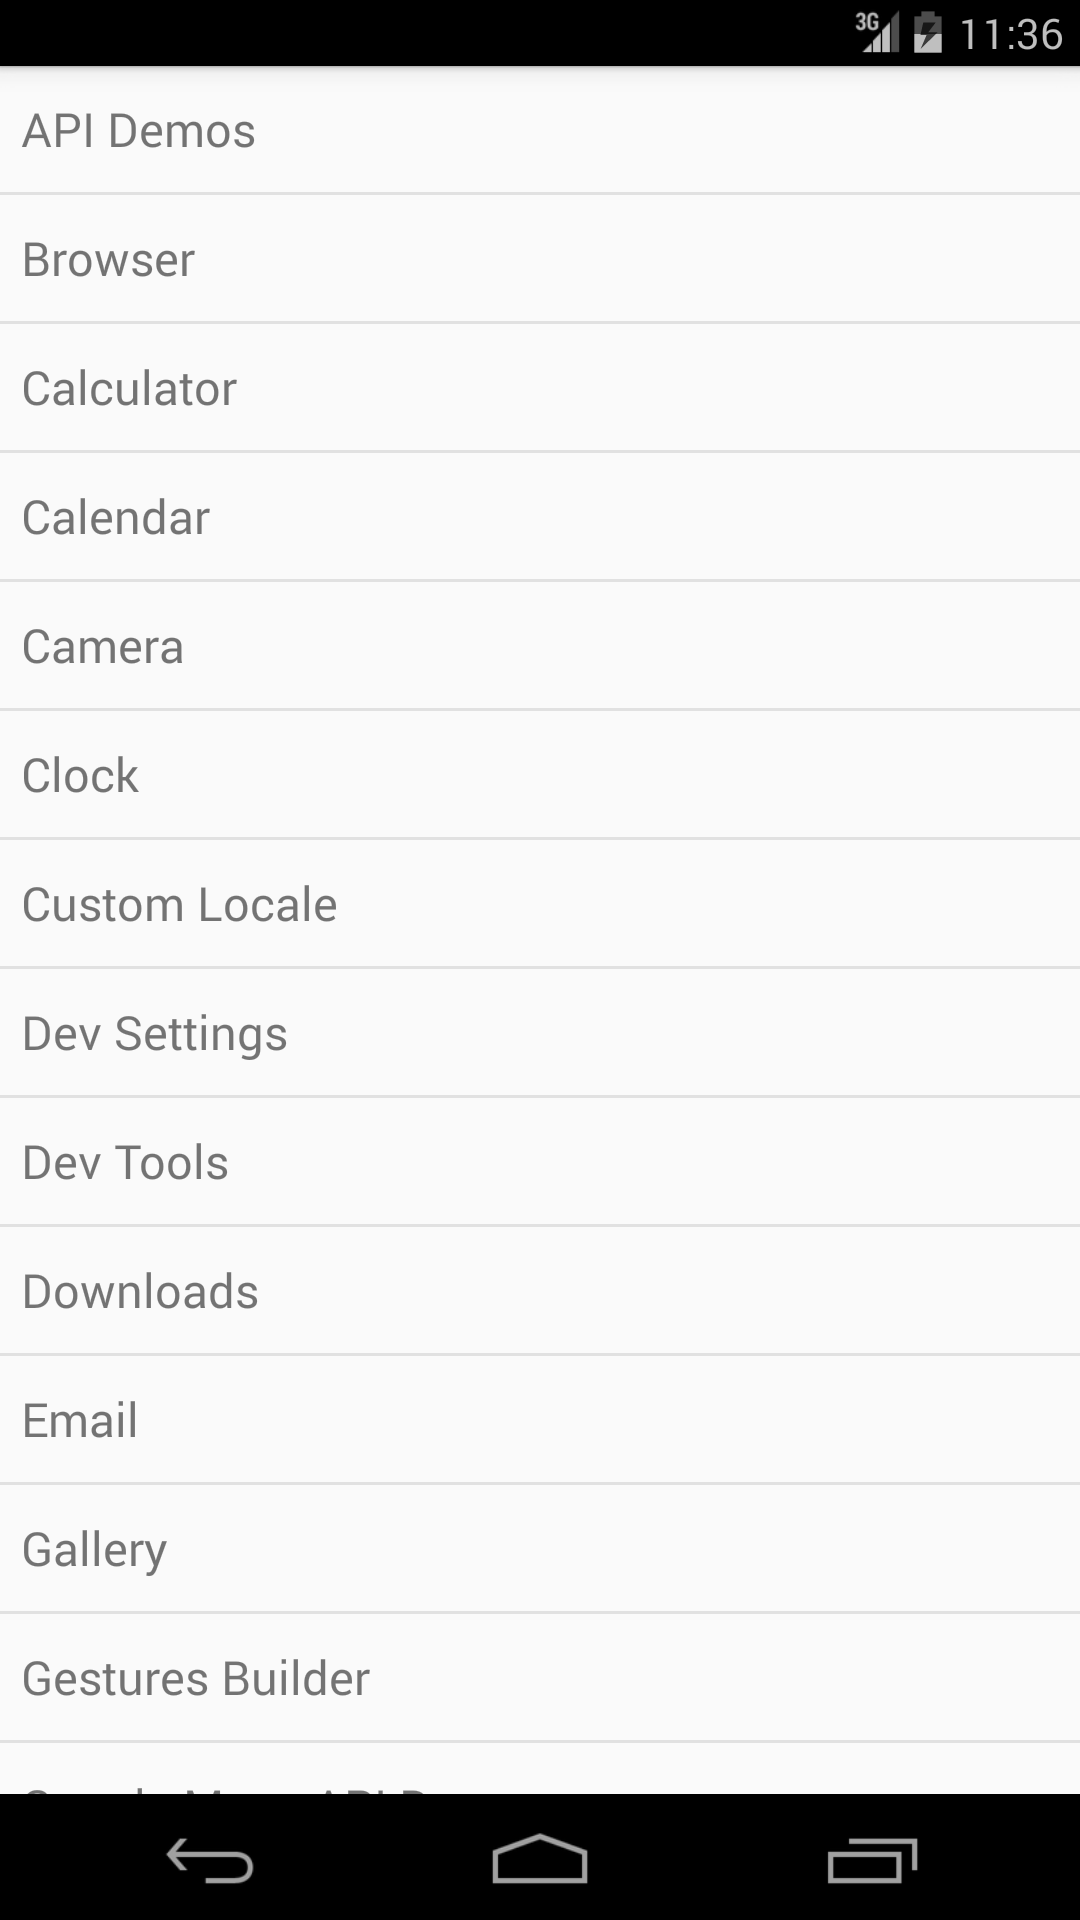 3G 11:36
API Demos
Browser
Calculator
Calendar
Camera
Clock
Custom Locale
Dev Settings
Dev Tools
Downloads
Email
Gallery
Gestures Builder